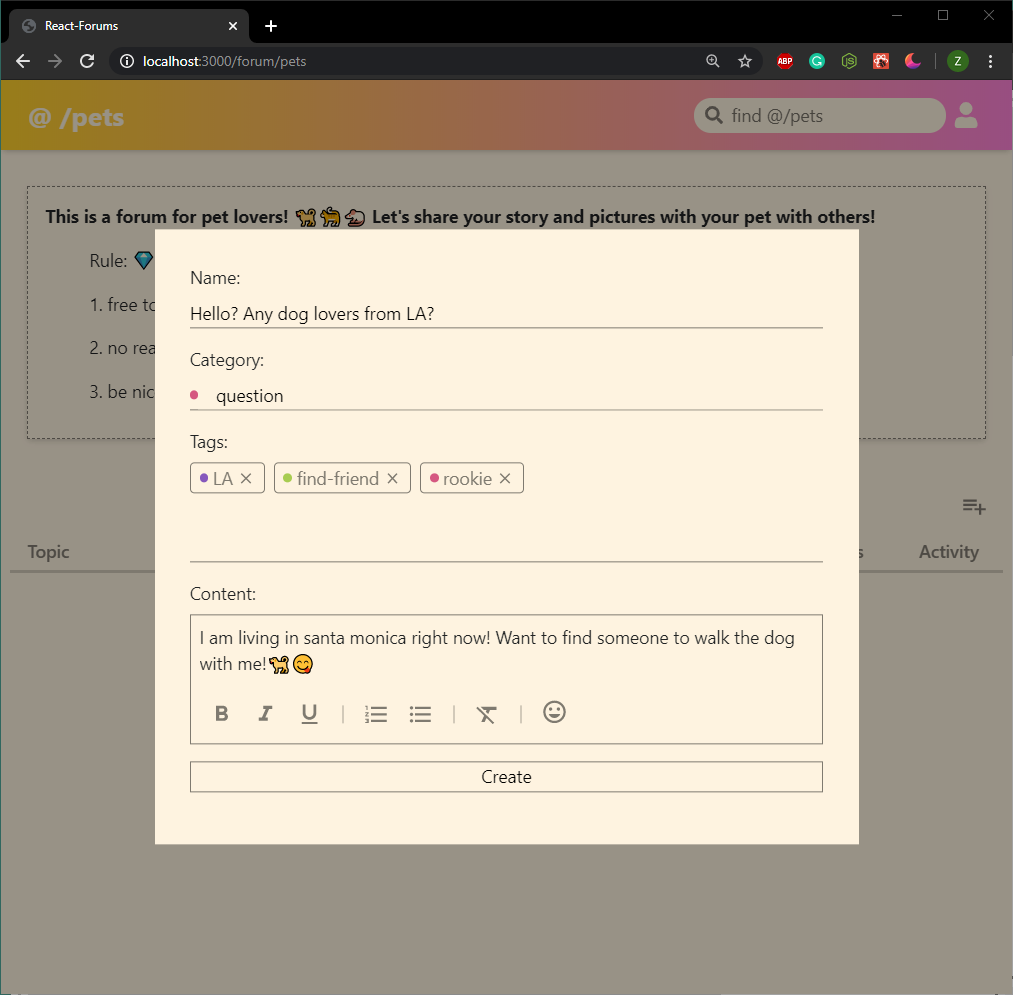 React-Forums
localhost:3000/forum/pets
ABP
JS
Z
@ /pets
find @/pets
This is a forum for pet lovers! 🐕🐈🐁 Let's share your story and pictures with your pet with others!
Rule: 💎
1. free to
2. no rea
3. be nic
Name:
Hello? Any dog lovers from LA?
Category:
question
Tags:
LA × find-friend × rookie ×
Topic s Activity
Content:
I am living in santa monica right now! Want to find someone to walk the dog
with me!🐕😋
B I U
Create